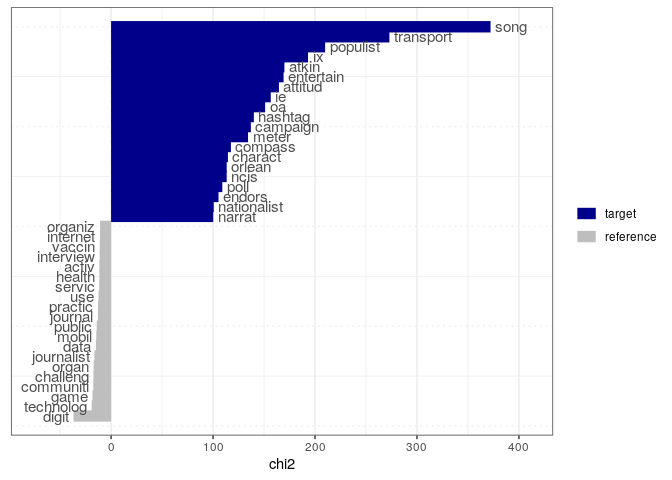 song
transport
populist
ix
atkin
entertain
attitud
ie
oa
hashtag
campaign
meter
compass
charact
orlean
ncis
poll
endors
nationalist
narrat
organiz
internet
vaccin
interview
activ
health
servic
use
practic
journal
public
mobil
data
journalist
organ
challeng
communiti
game
technolog
digit
target
reference
0 100 200 300 400
chi2